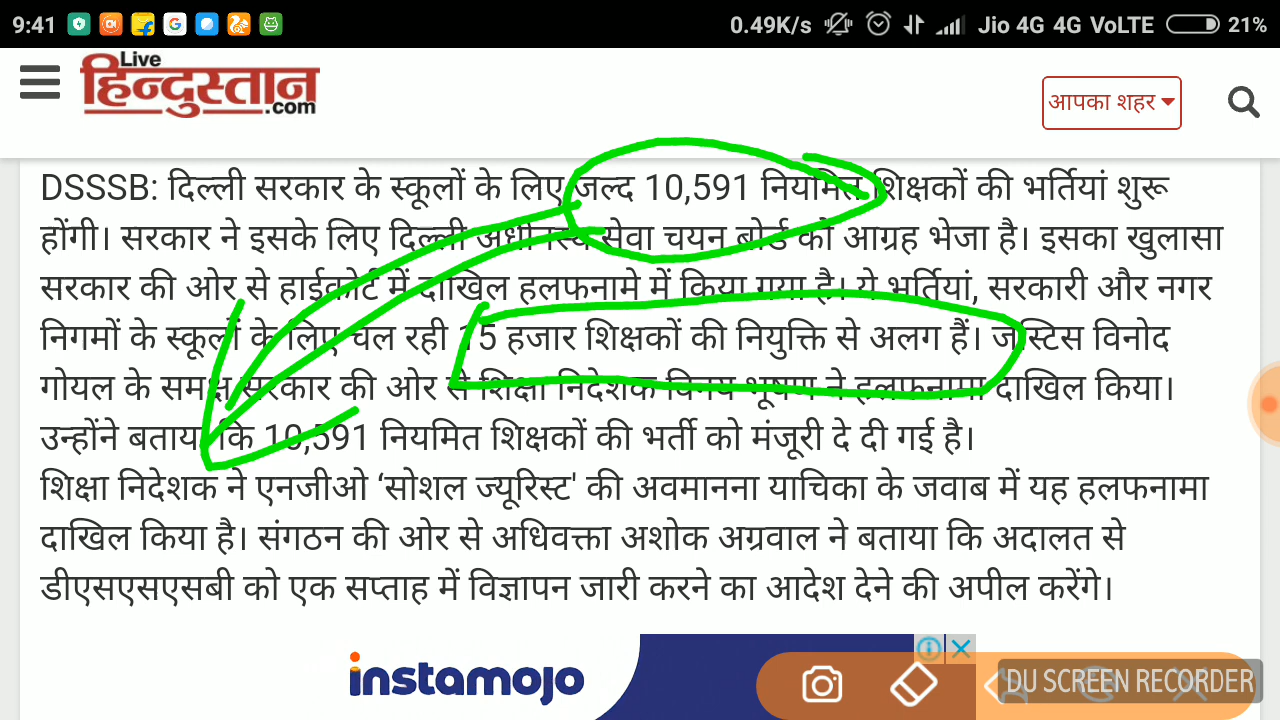 9:41 0.49K/s Jio 4G 4G VoLTE 21%
Live
हिन्दुस्तान
.com
आपका शहर
DSSSB: दिल्ली सरकार के स्कूलों के लिए जल्द 10,591 नियमित शिक्षकों की भर्तियां शुरू
होंगी। सरकार ने इसके लिए दिल्ली अधीनस्थ सेवा चयन बोर्ड को आग्रह भेजा है। इसका खुलासा
सरकार की ओर से हाईकोर्ट में दाखिल हलफनामे में किया गया है। ये भर्तियां, सरकारी और नगर
निगमों के स्कूलों के लिए चल रही 15 हजार शिक्षकों की नियुक्ति से अलग हैं। जस्टिस विनोद
गोयल के समक्ष सरकार की ओर से शिक्षा निदेशक विनय भूषण ने हलफनामा दाखिल किया।
उन्होंने बताया कि 10,591 नियमित शिक्षकों की भर्ती को मंजूरी दे दी गई है।
शिक्षा निदेशक ने एनजीओ ‘सोशल ज्यूरिस्ट' की अवमानना याचिका के जवाब में यह हलफनामा
दाखिल किया है। संगठन की ओर से अधिवक्ता अशोक अग्रवाल ने बताया कि अदालत से
डीएसएसएसबी को एक सप्ताह में विज्ञापन जारी करने का आदेश देने की अपील करेंगे।
instamojo
DU SCREEN RECORDER